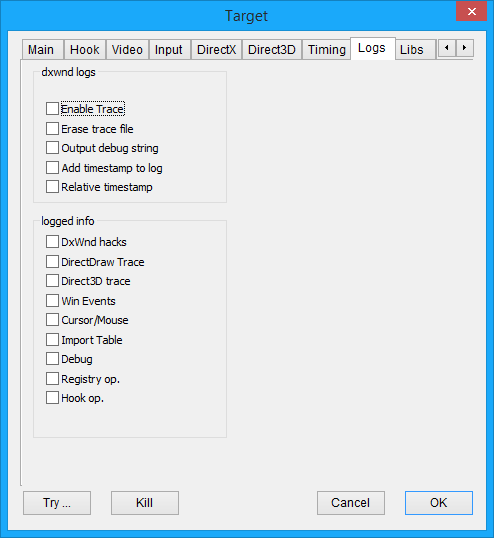 Target
Main Hook Video Input DirectX Direct3D Timing Logs Libs
dxwnd logs
Enable Trace
Erase trace file
Output debug string
Add timestamp to log
Relative timestamp
logged info
DxWnd hacks
DirectDraw Trace
Direct3D trace
Win Events
Cursor/Mouse
Import Table
Debug
Registry op.
Hook op.
Try ... Kill Cancel OK